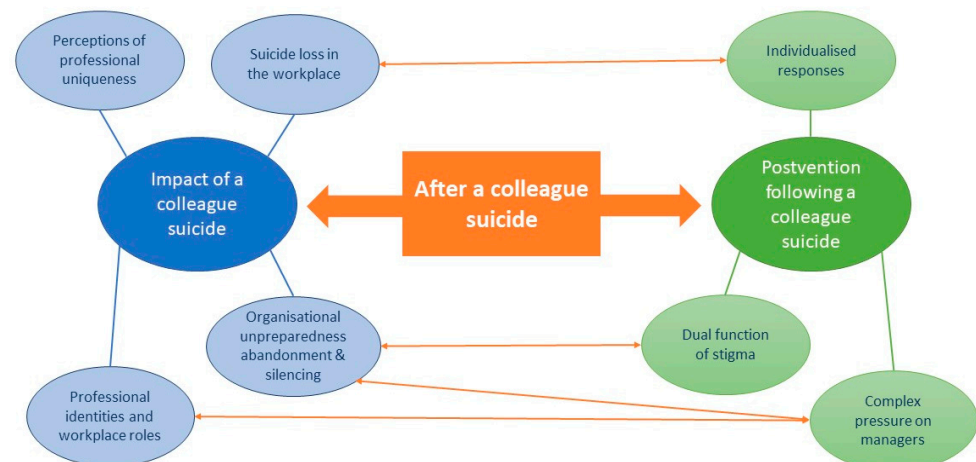 Perceptions of
professional
uniqueness
Suicide loss in
the workplace
Individualised
responses
Impact of a
colleague
suicide
After a colleague
suicide
Postvention
following a
colleague
suicide
Organisational
unpreparedness
abandonment &
silencing
Dual function
of stigma
Professional
identities and
workplace roles
Complex
pressure on
managers